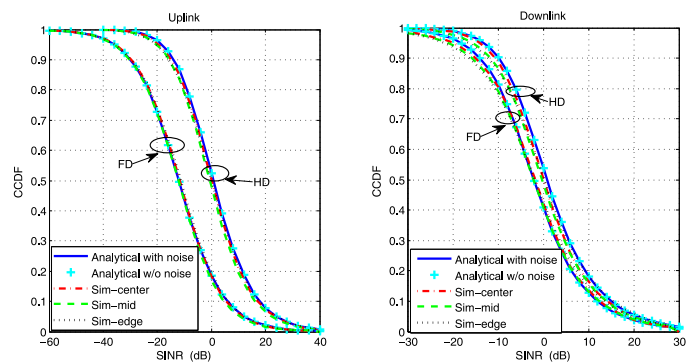 Uplink
CCDF
1
0.9
0.8
0.7
0.6
0.5
0.4
0.3
0.2
0.1
0
FD
HD
Analytical with noise
Analytical w/o noise
Sim-center
Sim-mid
Sim-edge
-60 -40 -20 0 20 40
SINR (dB)
Downlink
CCDF
1
0.9
0.8
0.7
0.6
0.5
0.4
0.3
0.2
0.1
0
HD
FD
Analytical with noise
Analytical w/o noise
Sim-center
Sim-mid
Sim-edge
-30 -20 -10 0 10 20 30
SINR (dB)